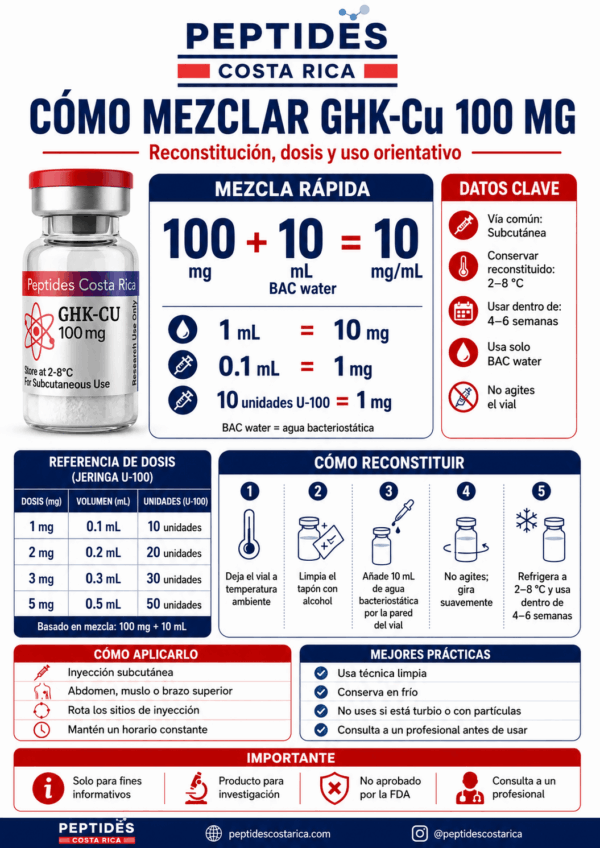 PEPTIDES
COSTA RICA
CÓMO MEZCLAR GHK-Cu 100 MG
Reconstitución, dosis y uso orientativo
Peptides Costa Rica
GHK-CU
100 mg
Research Use Only
Store at 2-8°C
For Subcutaneous Use
MEZCLA RÁPIDA
100 + 10 = 10
mg mL mg/mL
BAC water
1 mL = 10 mg
0.1 mL = 1 mg
10 unidades U-100 = 1 mg
BAC water = agua bacteriostática
DATOS CLAVE
Vía común:
Subcutánea
Conservar
reconstituido:
2–8 °C
Usar dentro de:
4–6 semanas
Usa solo
BAC water
No agites
el vial
REFERENCIA DE DOSIS
(JERINGA U-100)
DOSIS (mg) VOLUMEN (mL) UNIDADES (U-100)
1 mg 0.1 mL 10 unidades
2 mg 0.2 mL 20 unidades
3 mg 0.3 mL 30 unidades
5 mg 0.5 mL 50 unidades
Basado en mezcla: 100 mg + 10 mL
CÓMO RECONSTITUIR
1
Deja el vial a
temperatura
ambiente
2
Limpia el
tapón con
alcohol
3
Añade 10 mL
de agua
bacteriostática
por la pared
del vial
4
No agites;
gira
suavemente
5
Refrigera a
2–8 °C y usa
dentro de
4–6 semanas
CÓMO APLICARLO
Inyección subcutánea
Abdomen, muslo o brazo superior
Rota los sitios de inyección
Mantén un horario constante
MEJORES PRÁCTICAS
Usa técnica limpia
Conserva en frío
No uses si está turbio o con partículas
Consulta a un profesional antes de usar
IMPORTANTE
Solo para fines
informativos
Producto para
investigación
No aprobado
por la FDA
Consulta a un
profesional
PEPTIDES
COSTA RICA
peptidescostarica.com
@peptidescostarica